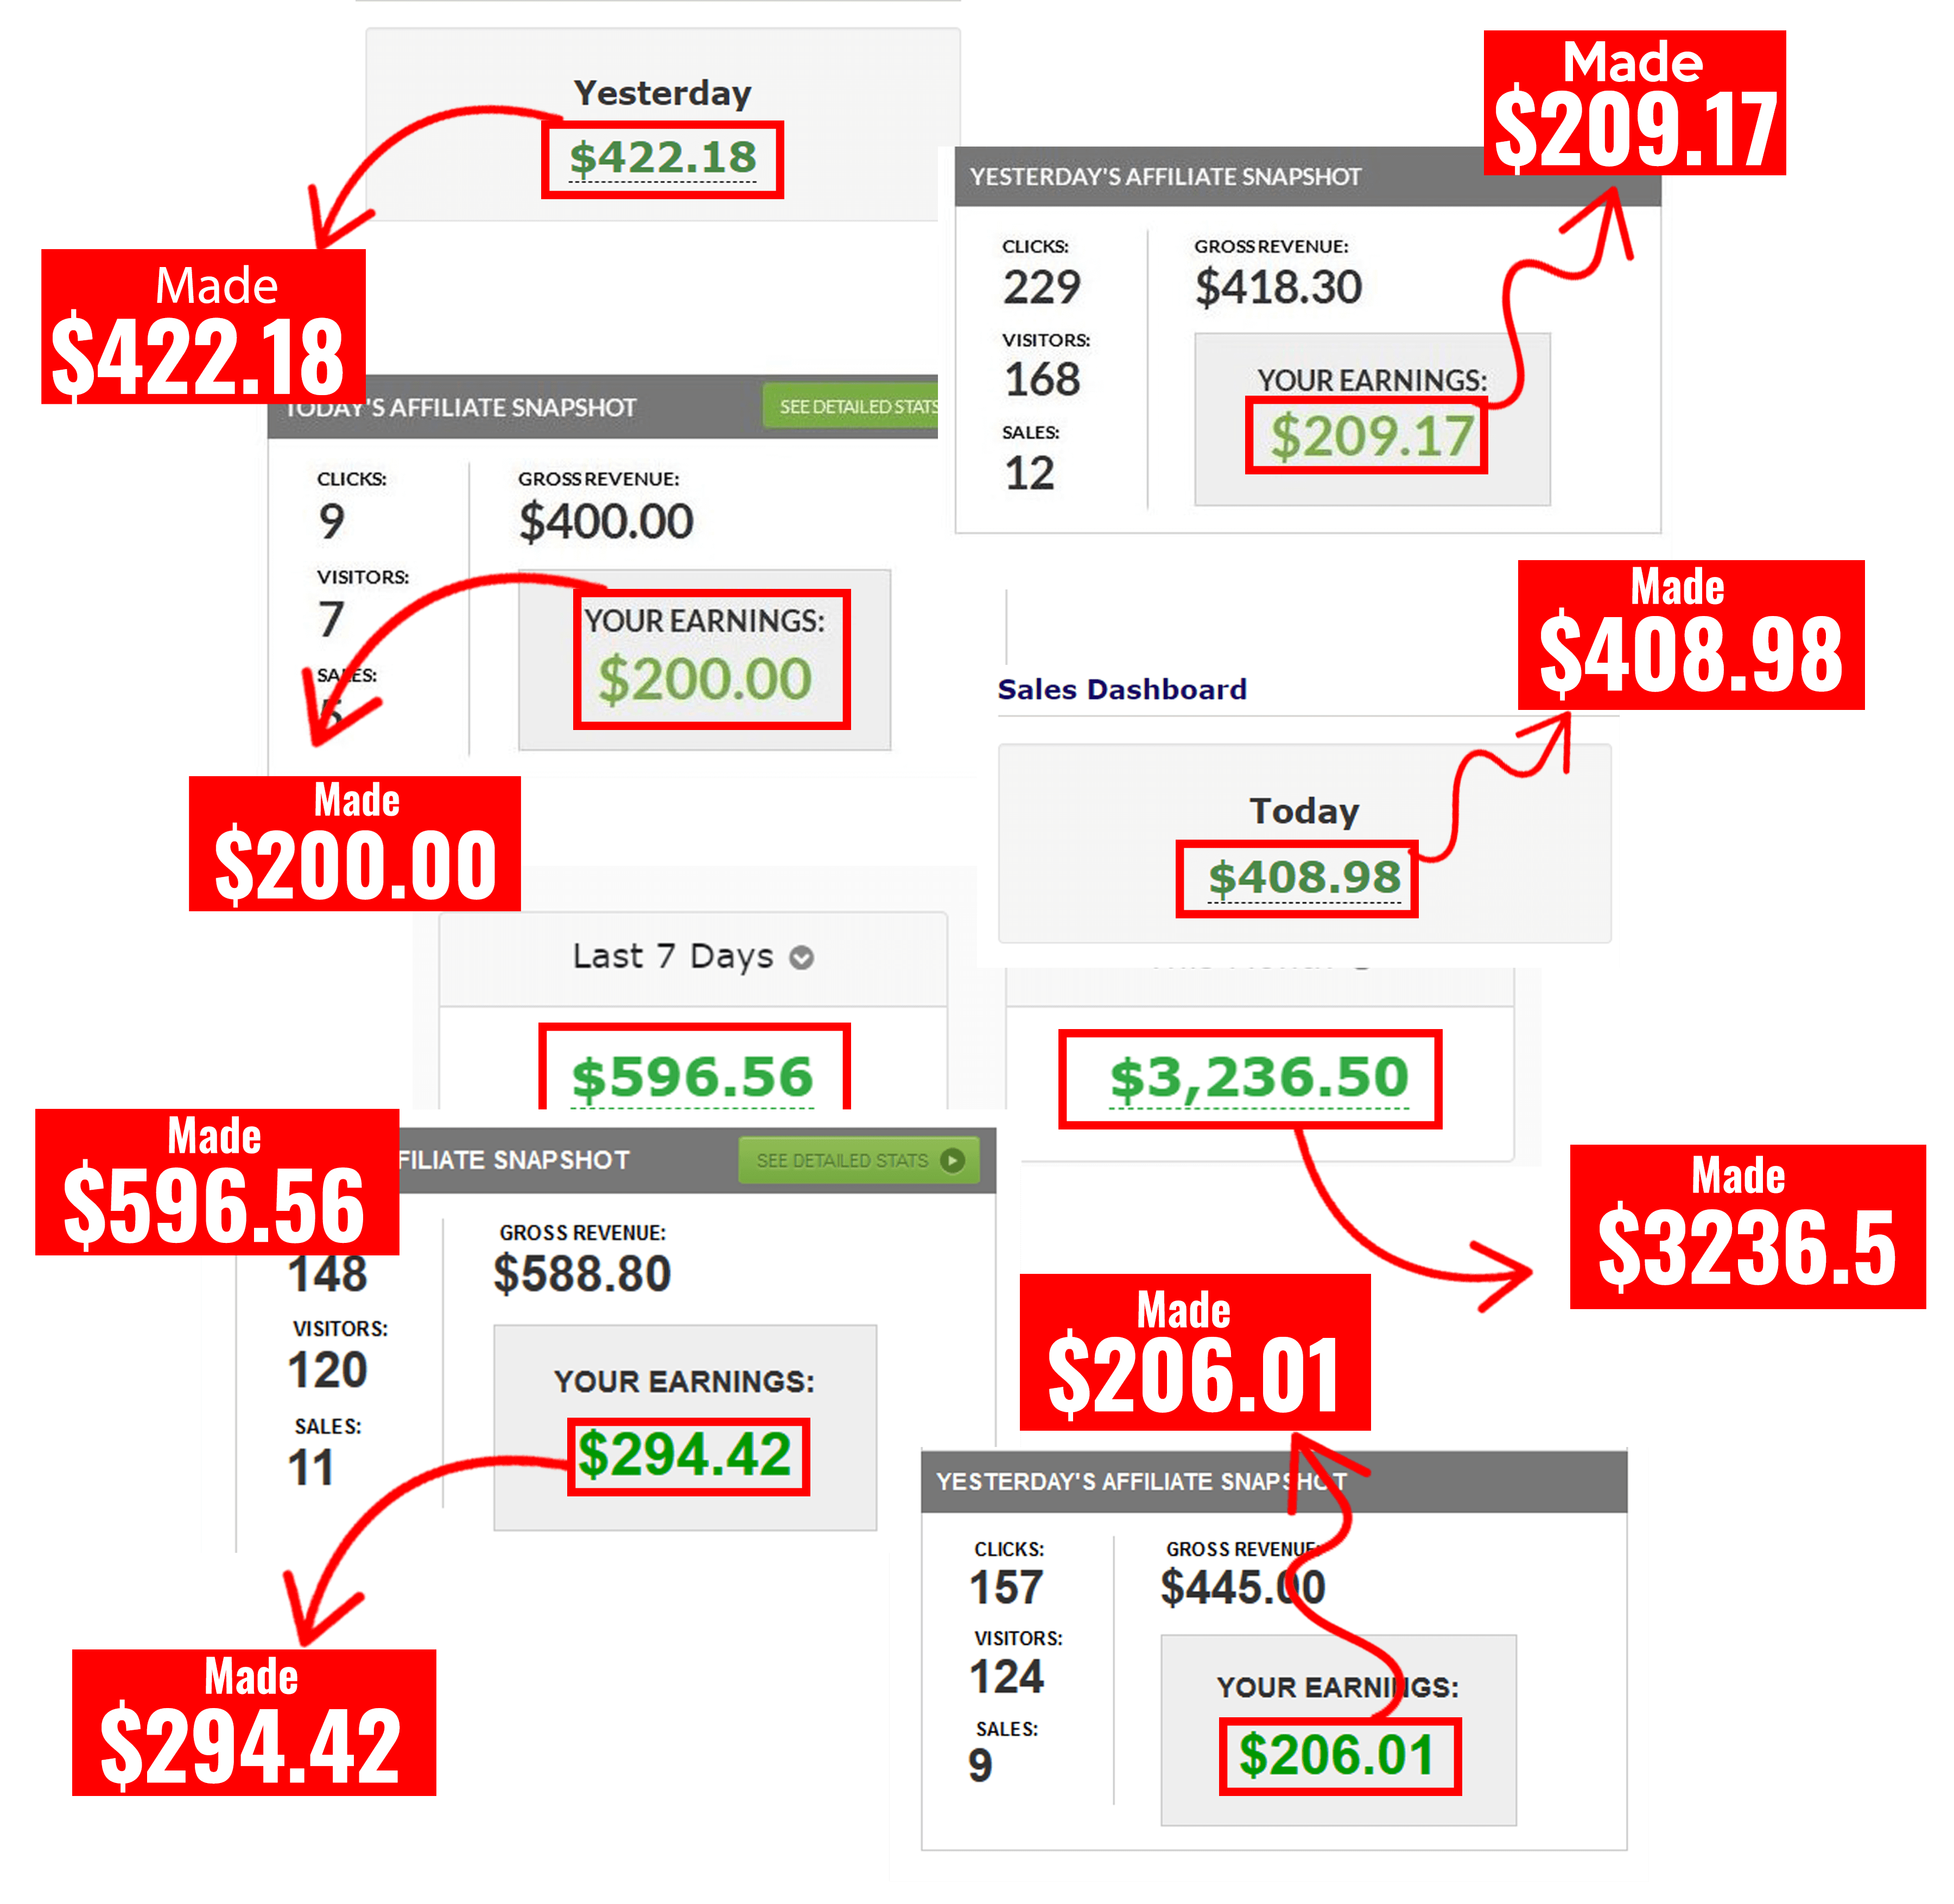 Yesterday
$422.18
Made
$422.18
Made
$209.17
YESTERDAY'S AFFILIATE SNAPSHOT
CLICKS:
229
VISITORS:
168
SALES:
12
GROSS REVENUE:
$418.30
YOUR EARNINGS:
$209.17
TODAY'S AFFILIATE SNAPSHOT
SEE DETAILED STATS
CLICKS:
9
VISITORS:
7
SALES:
GROSS REVENUE:
$400.00
YOUR EARNINGS:
$200.00
Made
$200.00
Made
$408.98
Sales Dashboard
Today
$408.98
Last 7 Days
$596.56
$3,236.50
Made
$596.56
SNAPSHOT
SEE DETAILED STATS
148
VISITORS:
120
SALES:
11
GROSS REVENUE:
$588.80
YOUR EARNINGS:
$294.42
Made
$294.42
Made
$3236.5
Made
$206.01
YESTERDAY'S AFFILIATE SNAPSHOT
CLICKS:
157
VISITORS:
124
SALES:
9
GROSS REVENUE:
$445.00
YOUR EARNINGS:
$206.01